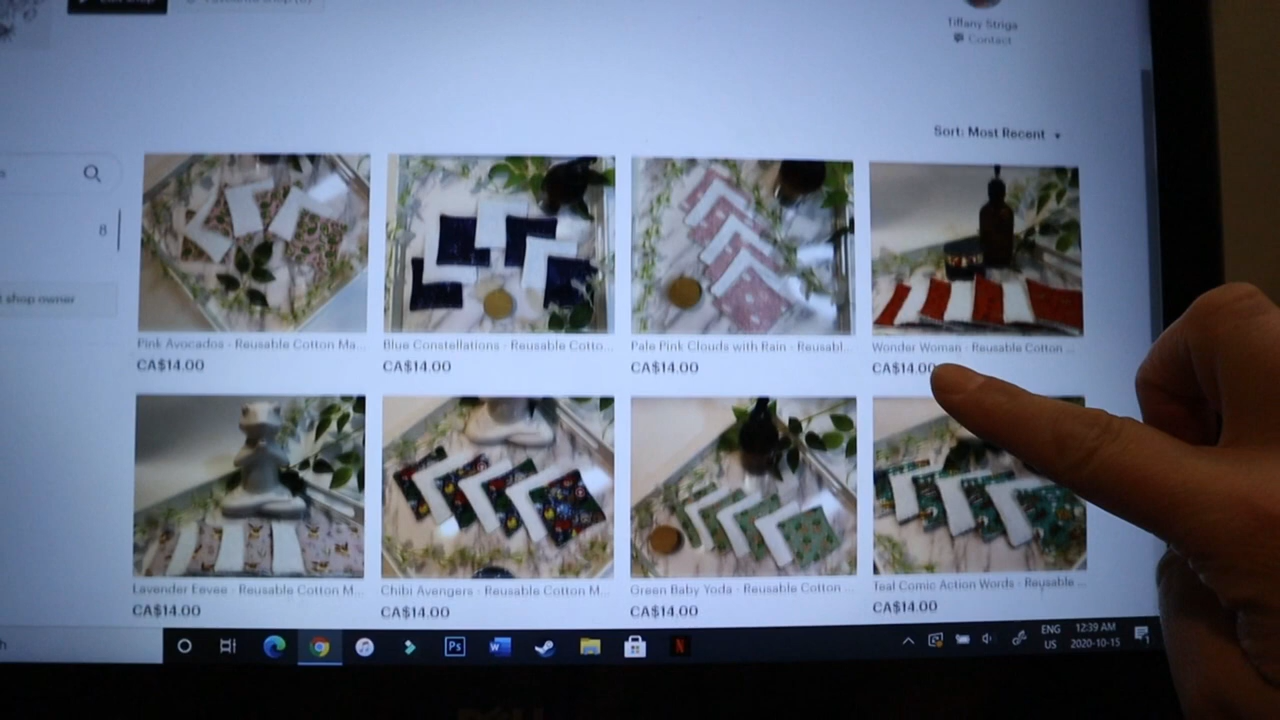 Tiffany Striga
Contact
Sort: Most Recent
8
shop owner
Pink Avocados - Reusable Cotton Ma...
CA$14.00
Blue Constellations - Reusable Cotto...
CA$14.00
Pale Pink Clouds with Rain - Reusabl...
CA$14.00
Wonder Woman - Reusable Cotton ...
CA$14.00
Lavender Eevee - Reusable Cotton M...
CA$14.00
Chibi Avengers - Reusable Cotton M...
CA$14.00
Green Baby Yoda - Reusable Cotton ...
CA$14.00
Teal Comic Action Words - Reusable ...
CA$14.00
Ps
W
N
ENG
US
12:39 AM
2020-10-15
1